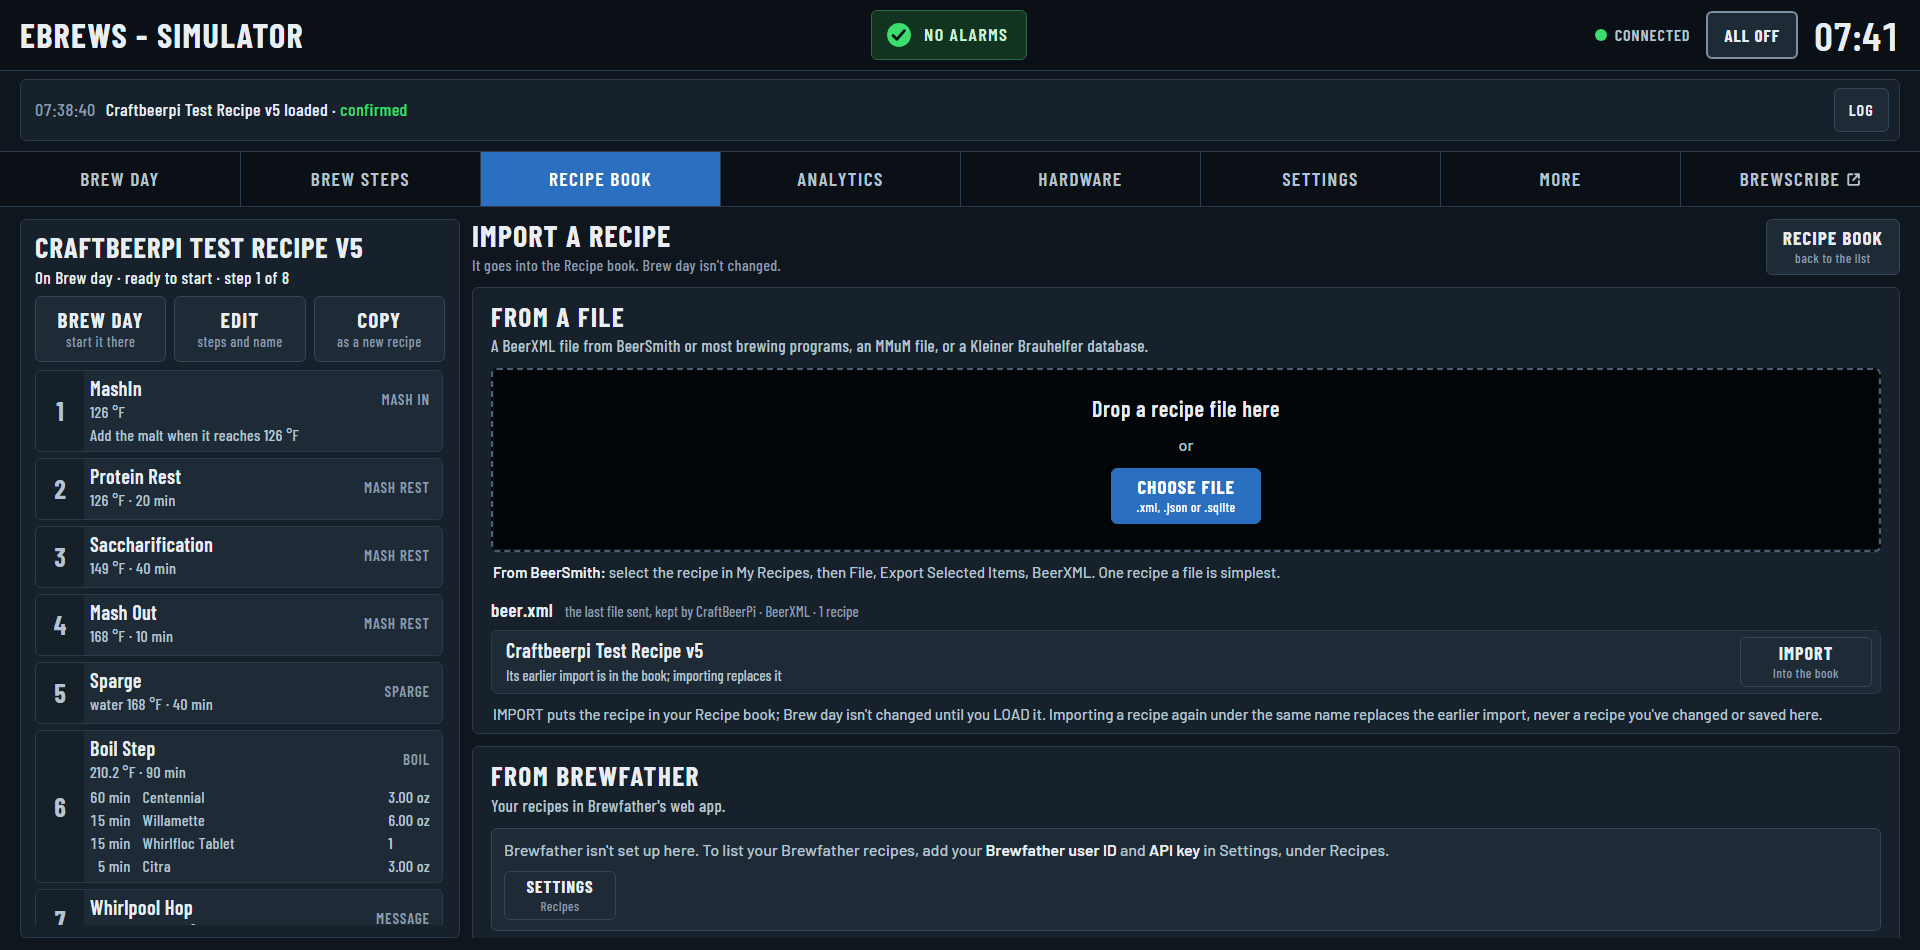 EBREWS - SIMULATOR
NO ALARMS
CONNECTED
ALL OFF
07:41
07:38:40 Craftbeerpi Test Recipe v5 loaded · confirmed
LOG
BREW DAY
BREW STEPS
RECIPE BOOK
ANALYTICS
HARDWARE
SETTINGS
MORE
BREWSCRIBE
CRAFTBEERPI TEST RECIPE V5
On Brew day · ready to start · step 1 of 8
BREW DAY
start it there
EDIT
steps and name
COPY
as a new recipe
1
MashIn
126 °F
Add the malt when it reaches 126 °F
MASH IN
2
Protein Rest
126 °F · 20 min
MASH REST
3
Saccharification
149 °F · 40 min
MASH REST
4
Mash Out
168 °F · 10 min
MASH REST
5
Sparge
water 168 °F · 40 min
SPARGE
6
Boil Step
210.2 °F · 90 min
BOIL
60 min Centennial 3.00 oz
15 min Willamette 6.00 oz
15 min Whirlfloc Tablet 1
5 min Citra 3.00 oz
7
Whirlpool Hop
MESSAGE
IMPORT A RECIPE
It goes into the Recipe book. Brew day isn't changed.
RECIPE BOOK
back to the list
FROM A FILE
A BeerXML file from BeerSmith or most brewing programs, an MMuM file, or a Kleiner Brauhelfer database.
Drop a recipe file here
or
CHOOSE FILE
.xml, .json or .sqlite
From BeerSmith: select the recipe in My Recipes, then File, Export Selected Items, BeerXML. One recipe a file is simplest.
beer.xml the last file sent, kept by CraftBeerPi · BeerXML · 1 recipe
Craftbeerpi Test Recipe v5
Its earlier import is in the book; importing replaces it
IMPORT
Into the book
IMPORT puts the recipe in your Recipe book; Brew day isn't changed until you LOAD it. Importing a recipe again under the same name replaces the earlier import, never a recipe you've changed or saved here.
FROM BREWFATHER
Your recipes in Brewfather's web app.
Brewfather isn't set up here. To list your Brewfather recipes, add your Brewfather user ID and API key in Settings, under Recipes.
SETTINGS
Recipes